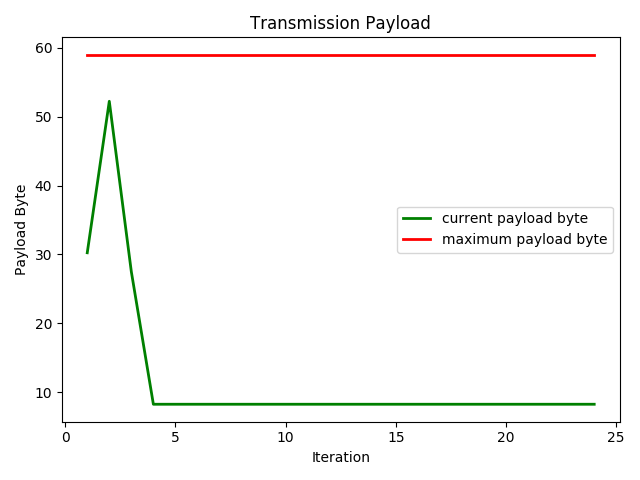 Transmission Payload
60
50
40
30
20
10
Payload Byte
current payload byte
maximum payload byte
0 5 10 15 20 25
Iteration